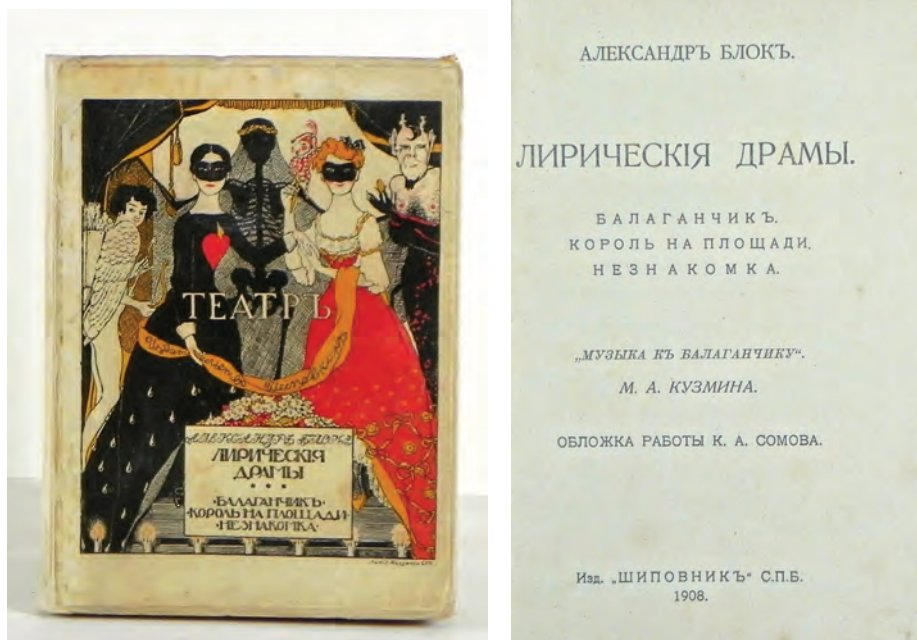 ТЕАТРЪ
АЛЕКСАНДРЪ БЛОКЪ
ЛИРИЧЕСКІЯ
ДРАМЫ
• • •
·БАЛАГАНЧИКЪ·
·КОРОЛЬ НА ПЛОЩАДИ·
·НЕЗНАКОМКА·
АЛЕКСАНДРЪ БЛОКЪ.
ЛИРИЧЕСКІЯ ДРАМЫ.
БАЛАГАНЧИКЪ.
КОРОЛЬ НА ПЛОЩАДИ.
НЕЗНАКОМКА.
„МУЗЫКА КЪ БАЛАГАНЧИКУ“.
М. А. КУЗМИНА.
ОБЛОЖКА РАБОТЫ К. А. СОМОВА.
Изд. „ШИПОВНИКЪ“ С.П.Б.
1908.